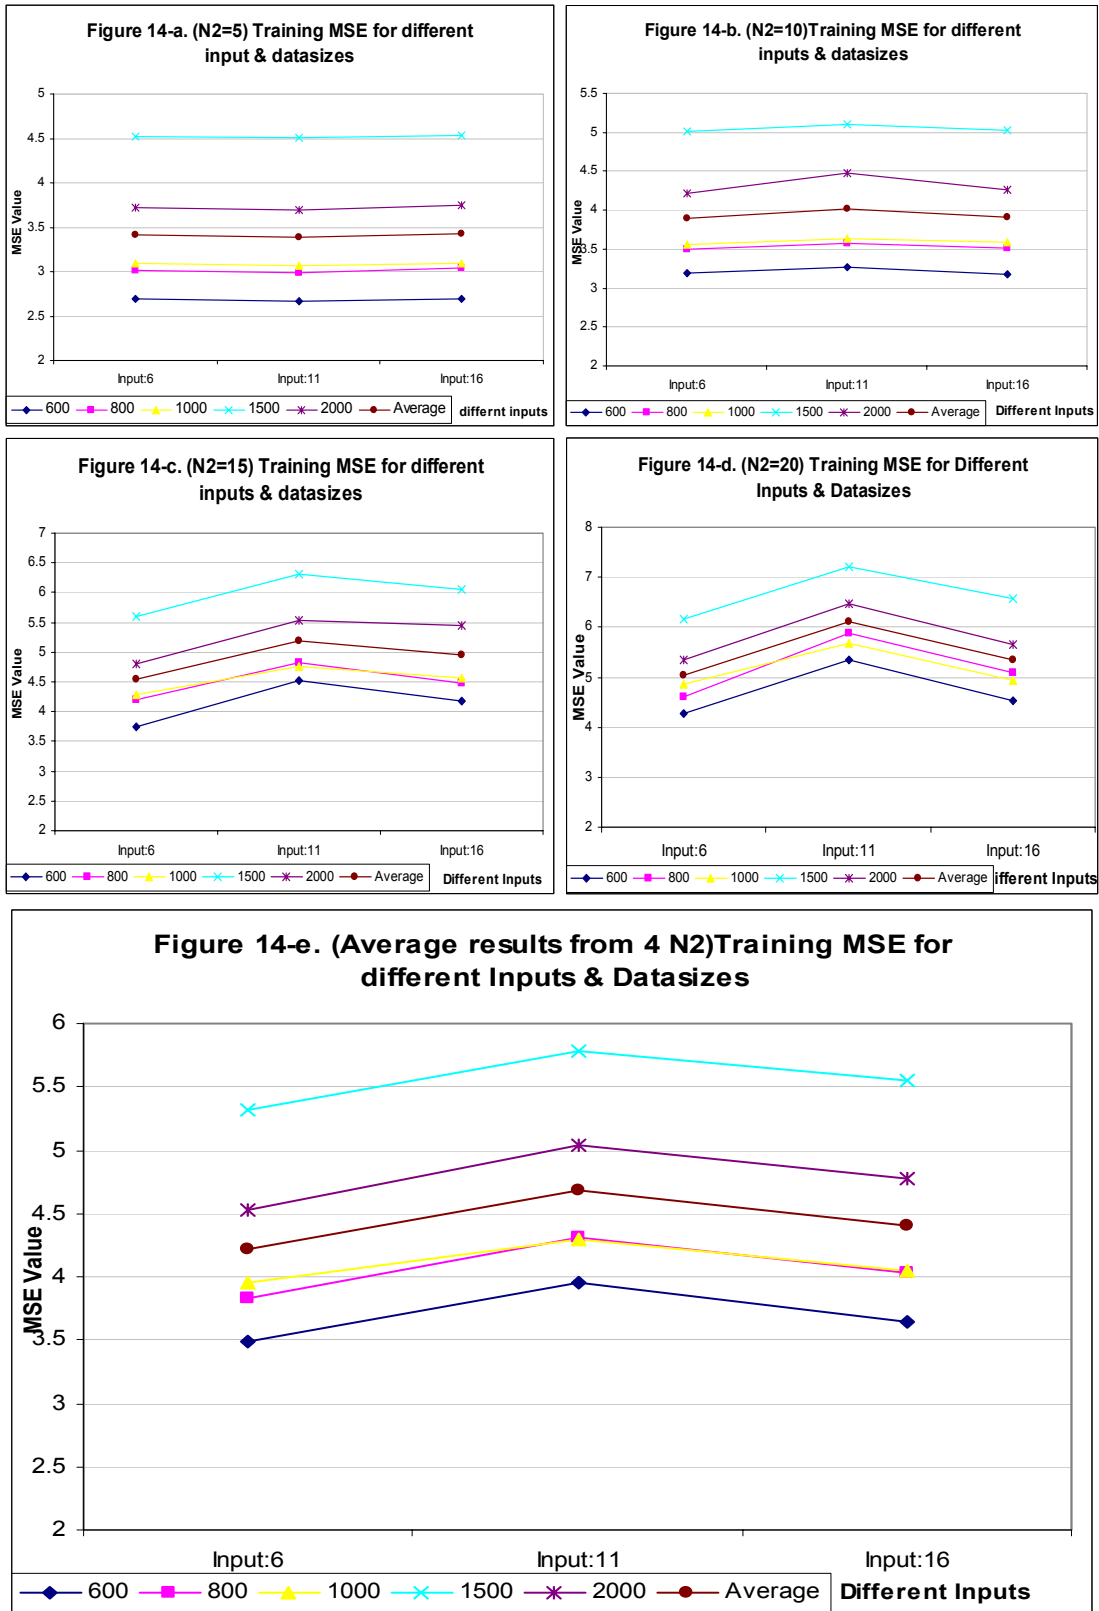 Figure 14-a. (N2=5) Training MSE for different
input & datasizes
5
4.5
4
3.5
3
2.5
2
MSE Value
Input:6 Input:11 Input:16
600 800 1000 1500 2000 Average differnt inputs
Figure 14-b. (N2=10)Training MSE for different
inputs & datasizes
5.5
5
4.5
4
3.5
3
2.5
2
MSE Value
Input:6 Input:11 Input:16
600 800 1000 1500 2000 Average Different Inputs
Figure 14-c. (N2=15) Training MSE for different
inputs & datasizes
7
6.5
6
5.5
5
4.5
4
3.5
3
2.5
2
MSE Value
Input:6 Input:11 Input:16
600 800 1000 1500 2000 Average Different Inputs
Figure 14-d. (N2=20) Training MSE for Different
Inputs & Datasizes
8
7
6
5
4
3
2
MSE Value
Input:6 Input:11 Input:16
600 800 1000 1500 2000 Average ifferent Inputs
Figure 14-e. (Average results from 4 N2)Training MSE for
different Inputs & Datasizes
6
5.5
5
4.5
4
3.5
3
2.5
2
MSE Value
Input:6 Input:11 Input:16
600 800 1000 1500 2000 Average Different Inputs